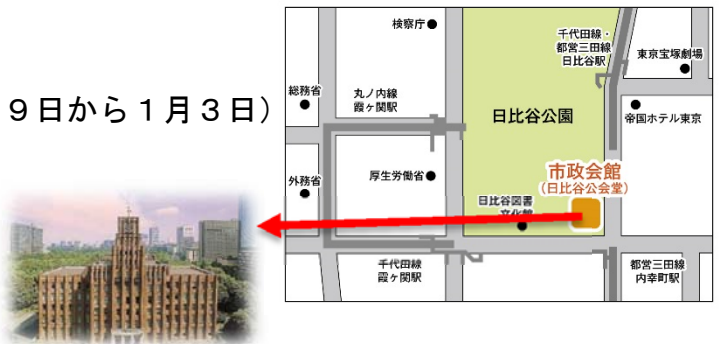 ９日から１月３日）
検察庁
千代田線・
都営三田線
日比谷駅
東京宝塚劇場
総務省
丸ノ内線
霞ヶ関駅
日比谷公園
帝国ホテル東京
外務省
厚生労働省
市政会館
（日比谷公会堂）
日比谷図書
文化館
千代田線
霞ヶ関駅
都営三田線
内幸町駅